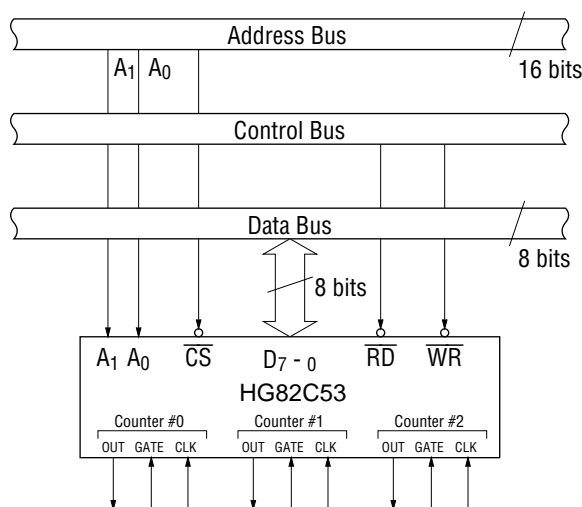 Address Bus
A1 A0
16 bits
Control Bus
Data Bus
8 bits
8 bits
A1 A0 CS D7 - 0 RD WR
HG82C53
Counter #0 Counter #1 Counter #2
OUT GATE CLK OUT GATE CLK OUT GATE CLK